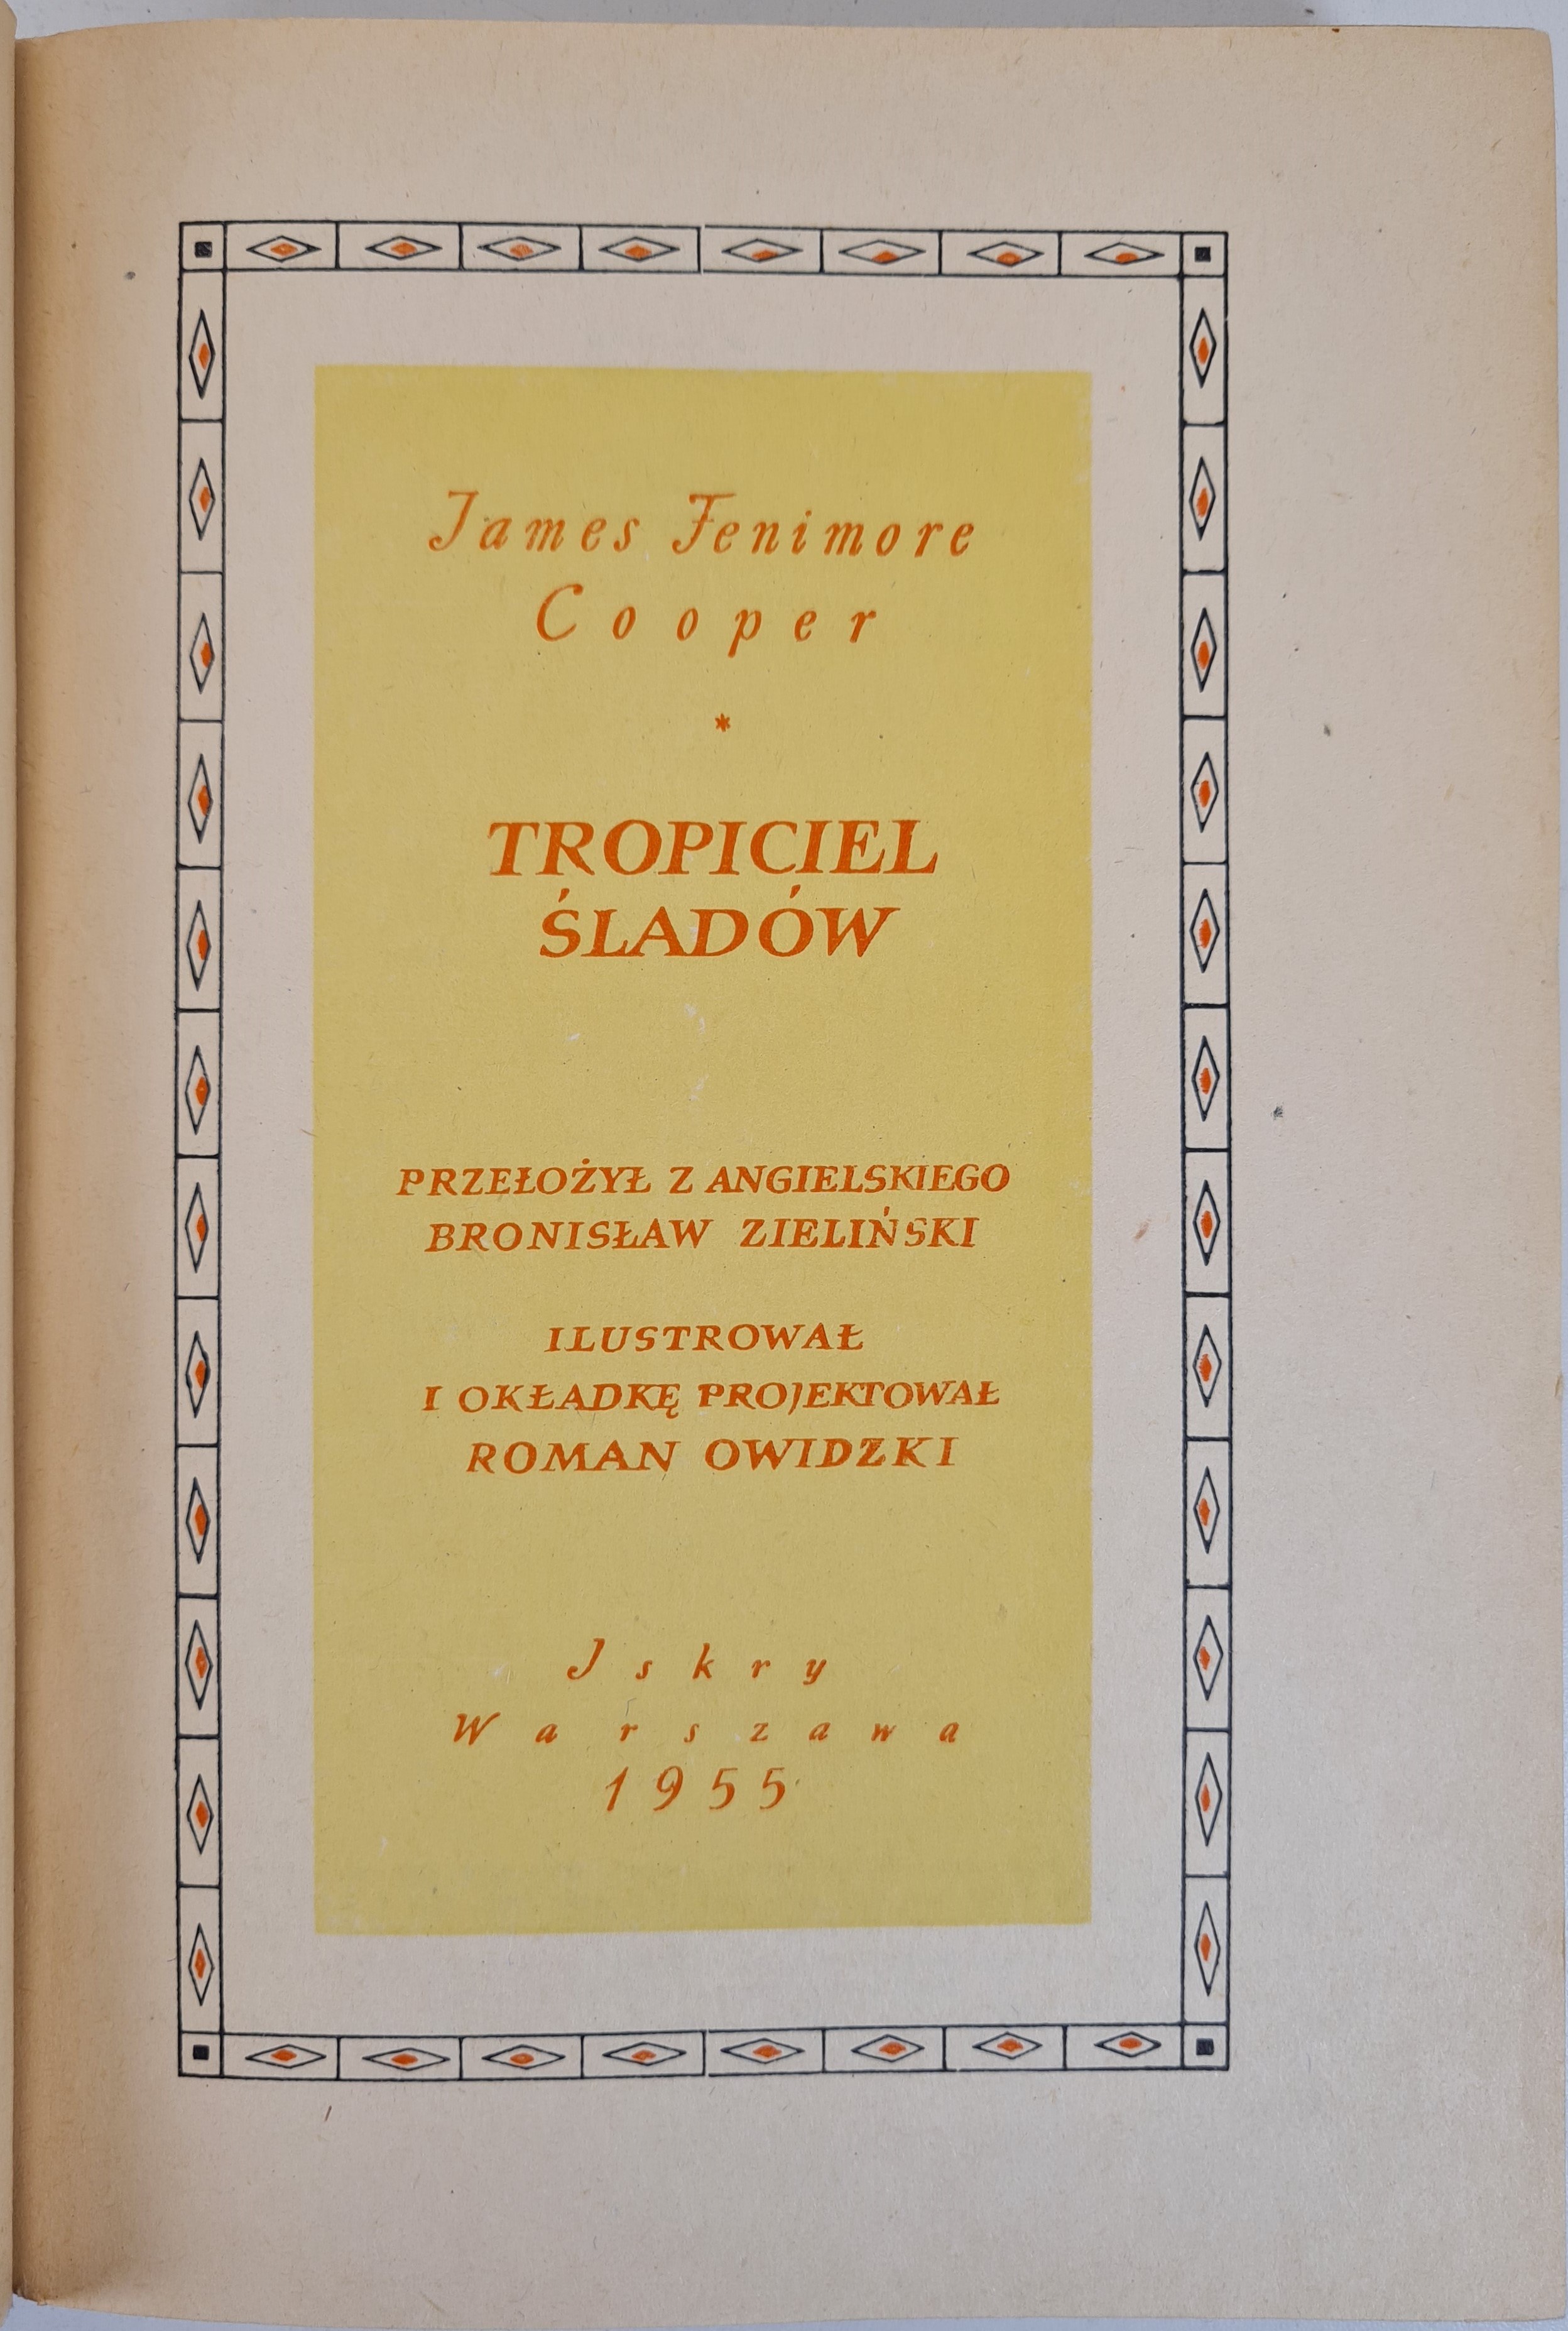 James Fenimore
Cooper
*
TROPICIEL
ŚLADÓW
PRZEŁOŻYŁ Z ANGIELSKIEGO
BRONISŁAW ZIELIŃSKI
ILUSTROWAŁ
I OKŁADKĘ PROJEKTOWAŁ
ROMAN OWIDZKI
Iskry
Warszawa
1955